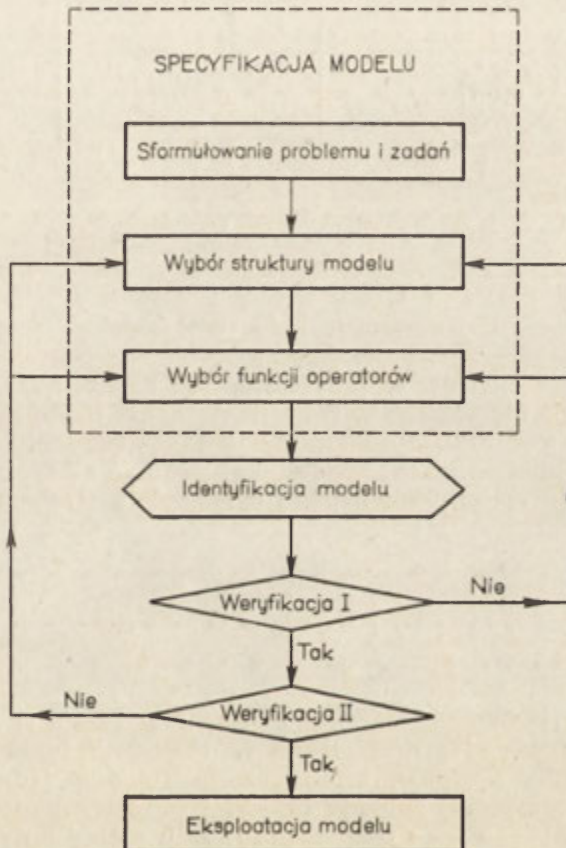 SPECYFIKACJA MODELU
Sformułowanie problemu i zadań
Wybór struktury modelu
Wybór funkcji operatorów
Identyfikacja modelu
Weryfikacja I
Nie
Tak
Nie
Weryfikacja II
Tak
Eksploatacja modelu